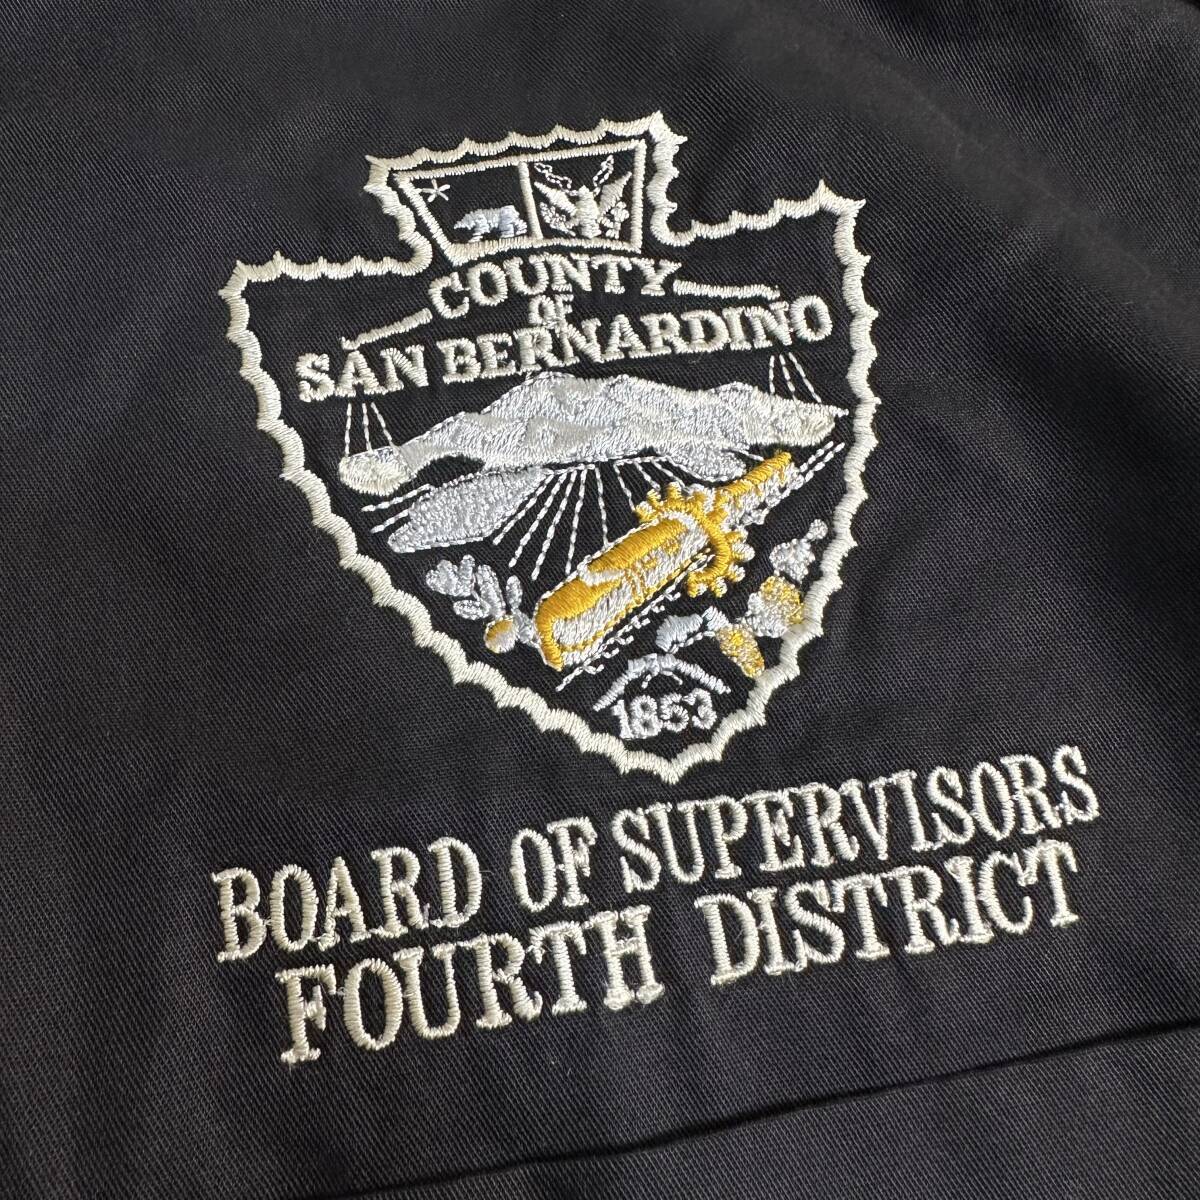 COUNTY
OF
SAN BERNARDINO
1853
BOARD OF SUPERVISORS
FOURTH DISTRICT